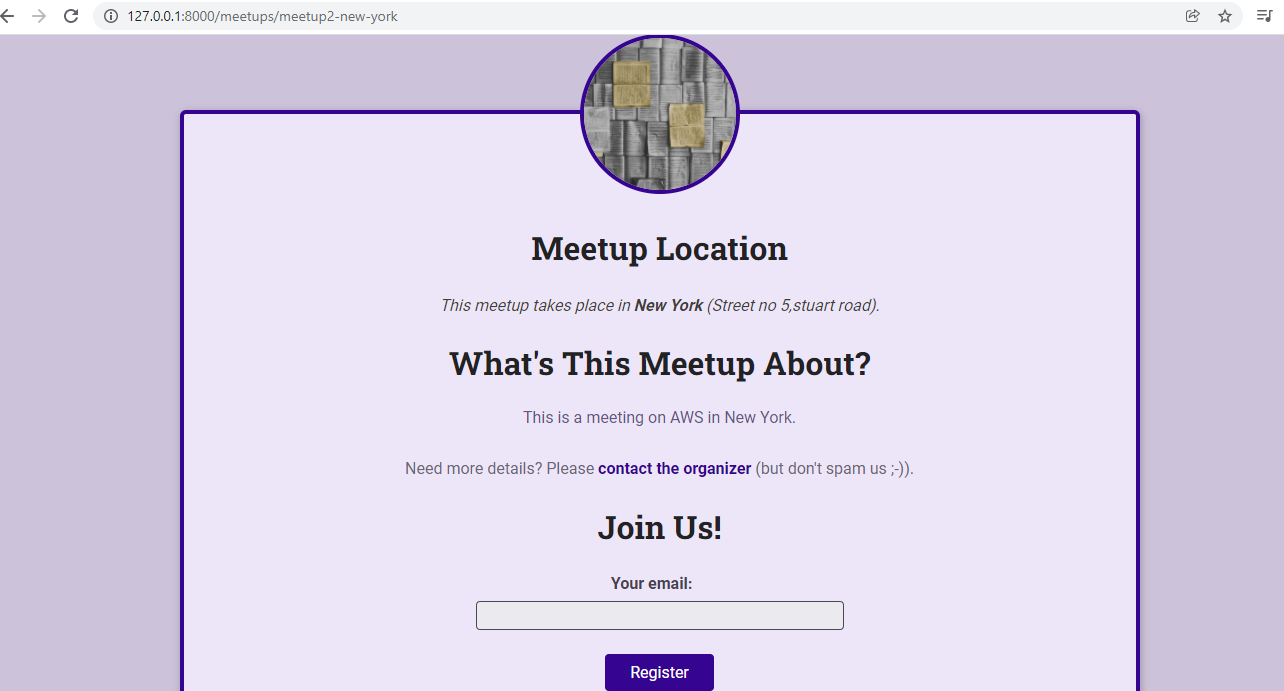 127.0.0.1:8000/meetups/meetup2-new-york
Meetup Location
This meetup takes place in New York (Street no 5,stuart road).
What's This Meetup About?
This is a meeting on AWS in New York.
Need more details? Please contact the organizer (but don't spam us ;-)).
Join Us!
Your email:
Register